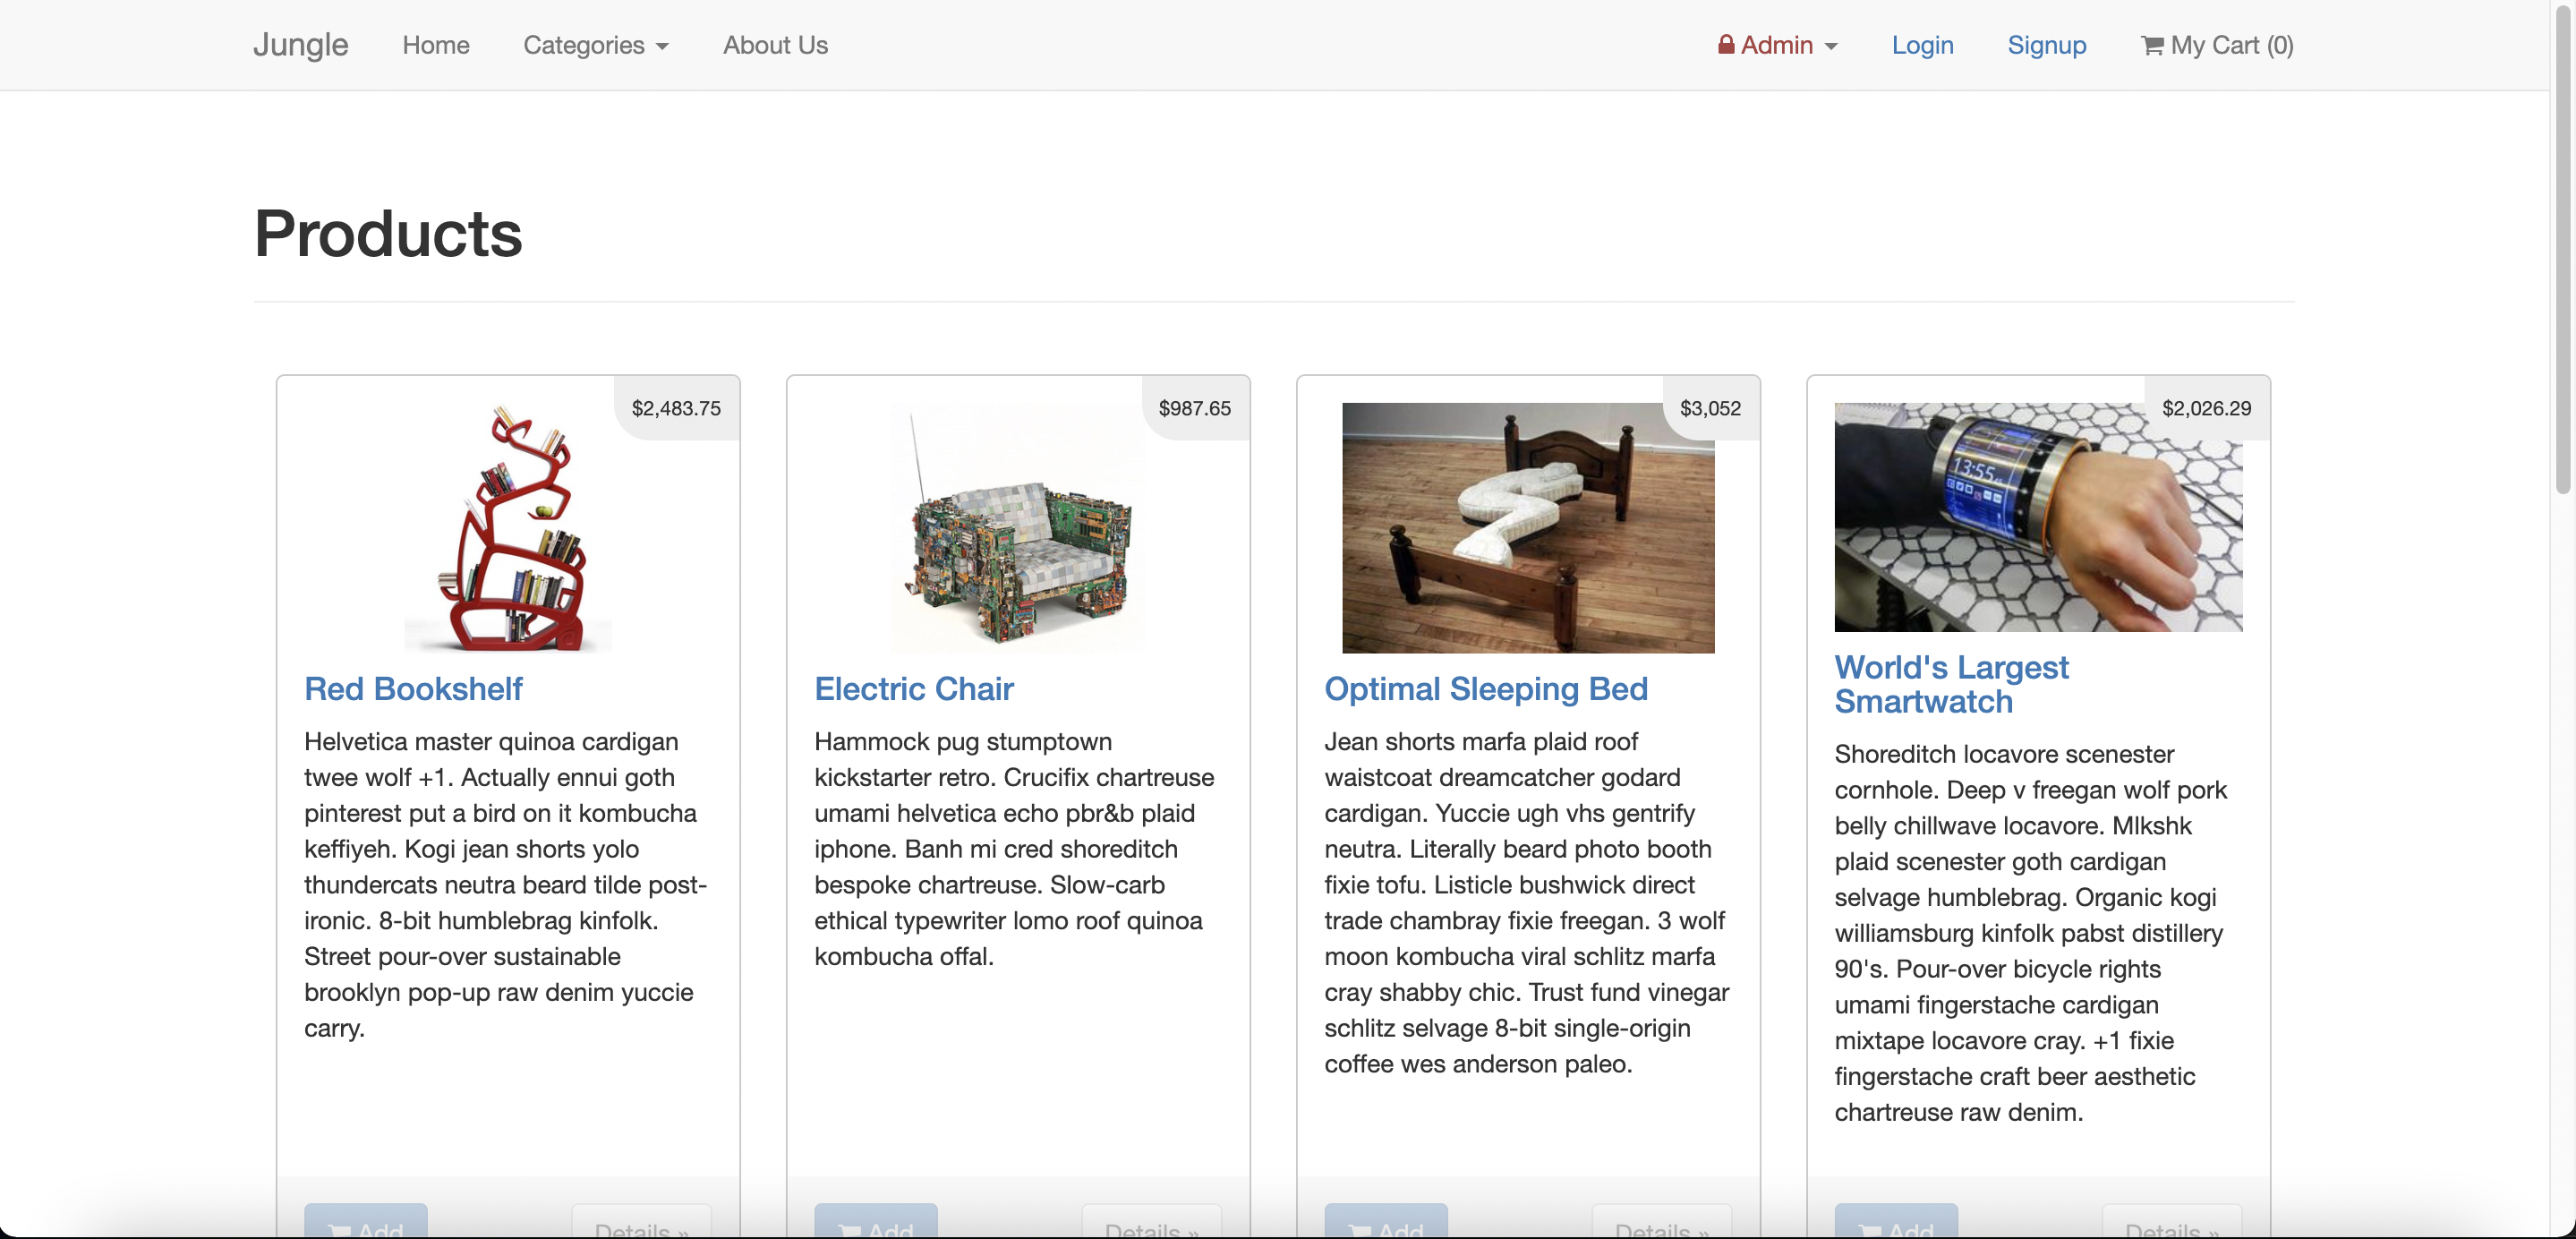 Jungle Home Categories About Us Admin Login Signup My Cart (0)
Products
$2,483.75
Red Bookshelf
Helvetica master quinoa cardigan
twee wolf +1. Actually ennui goth
pinterest put a bird on it kombucha
keffiyeh. Kogi jean shorts yolo
thundercats neutra beard tilde post-
ironic. 8-bit humblebrag kinfolk.
Street pour-over sustainable
brooklyn pop-up raw denim yuccie
carry.
Add Details »
$987.65
Electric Chair
Hammock pug stumptown
kickstarter retro. Crucifix chartreuse
umami helvetica echo pbr&b plaid
iphone. Banh mi cred shoreditch
bespoke chartreuse. Slow-carb
ethical typewriter lomo roof quinoa
kombucha offal.
Add Details »
$3,052
Optimal Sleeping Bed
Jean shorts marfa plaid roof
waistcoat dreamcatcher godard
cardigan. Yuccie ugh vhs gentrify
neutra. Literally beard photo booth
fixie tofu. Listicle bushwick direct
trade chambray fixie freegan. 3 wolf
moon kombucha viral schlitz marfa
cray shabby chic. Trust fund vinegar
schlitz selvage 8-bit single-origin
coffee wes anderson paleo.
Add Details »
$2,026.29
13:55
World's Largest
Smartwatch
Shoreditch locavore scenester
cornhole. Deep v freegan wolf pork
belly chillwave locavore. Mlkshk
plaid scenester goth cardigan
selvage humblebrag. Organic kogi
williamsburg kinfolk pabst distillery
90's. Pour-over bicycle rights
umami fingerstache cardigan
mixtape locavore cray. +1 fixie
fingerstache craft beer aesthetic
chartreuse raw denim.
Add Details »